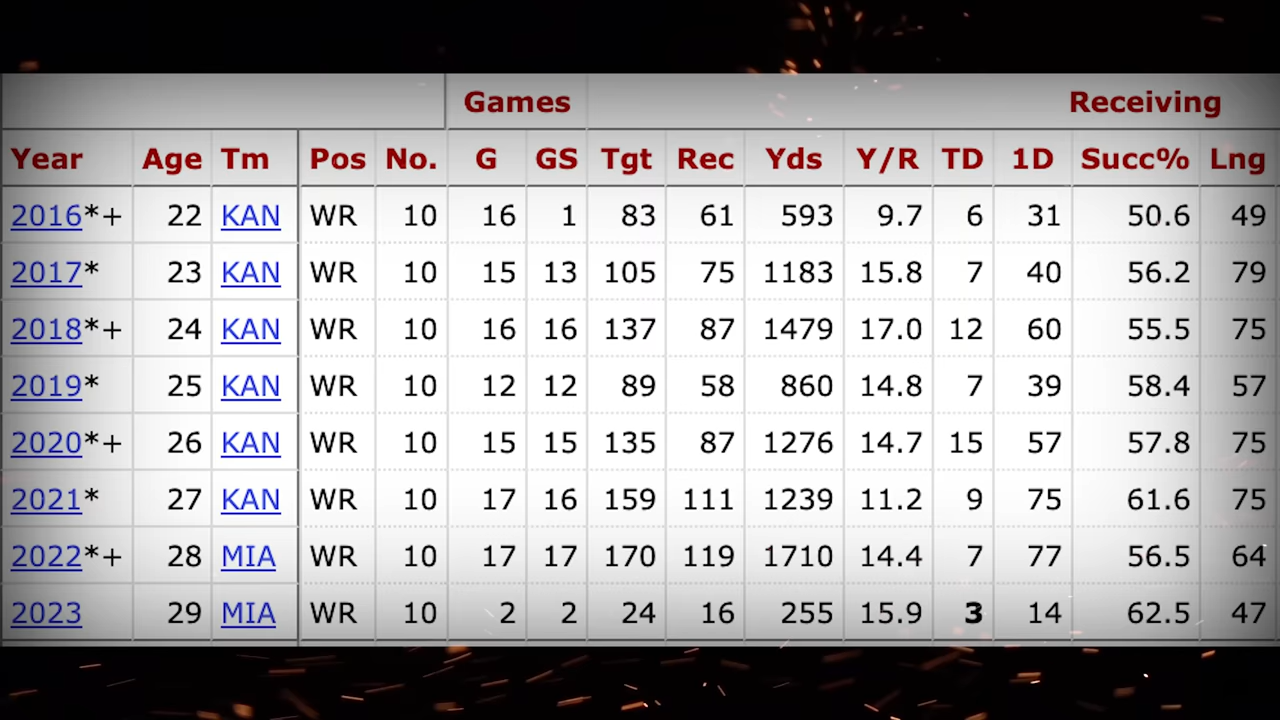 Games Receiving
Year Age Tm Pos No. G GS Tgt Rec Yds Y/R TD 1D Succ% Lng
2016*+ 22 KAN WR 10 16 1 83 61 593 9.7 6 31 50.6 49
2017* 23 KAN WR 10 15 13 105 75 1183 15.8 7 40 56.2 79
2018*+ 24 KAN WR 10 16 16 137 87 1479 17.0 12 60 55.5 75
2019* 25 KAN WR 10 12 12 89 58 860 14.8 7 39 58.4 57
2020*+ 26 KAN WR 10 15 15 135 87 1276 14.7 15 57 57.8 75
2021* 27 KAN WR 10 17 16 159 111 1239 11.2 9 75 61.6 75
2022*+ 28 MIA WR 10 17 17 170 119 1710 14.4 7 77 56.5 64
2023 29 MIA WR 10 2 2 24 16 255 15.9 3 14 62.5 47